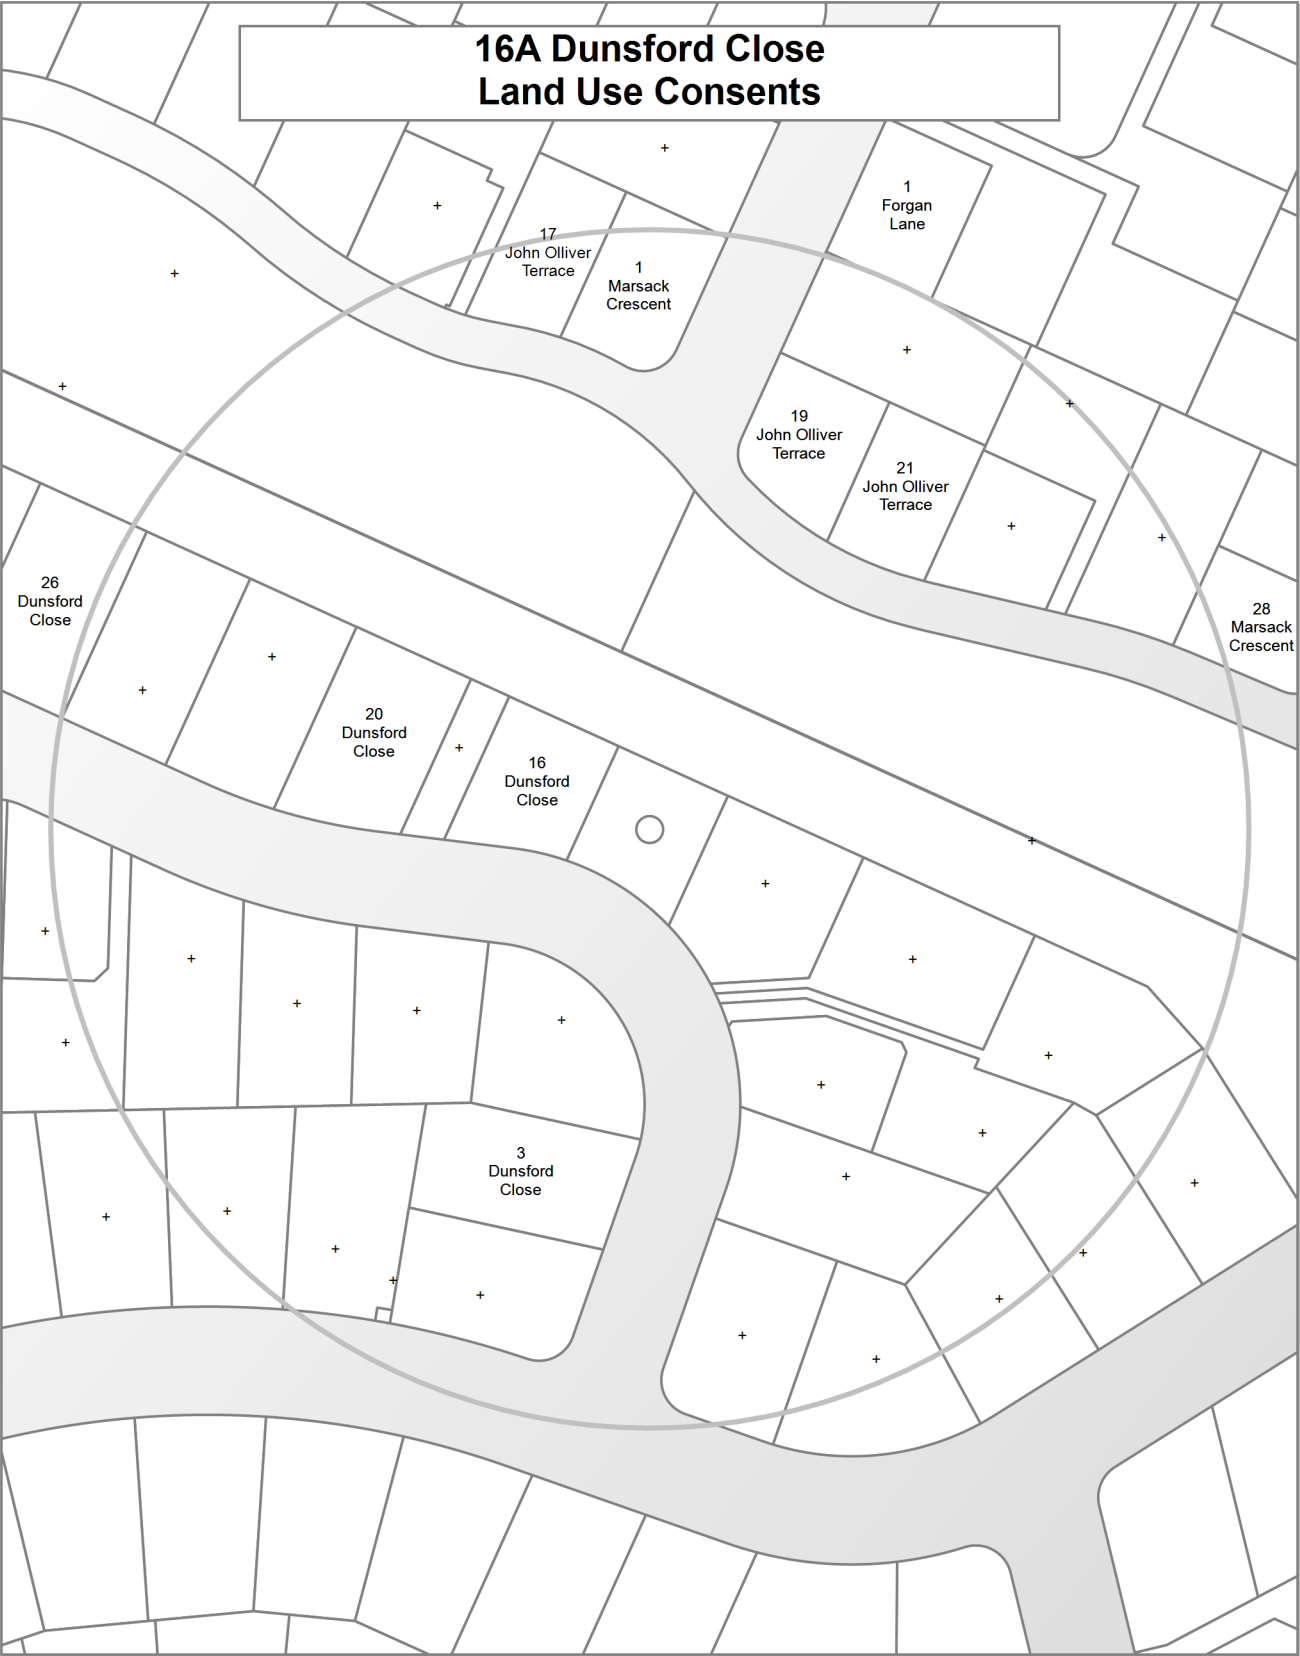 16A Dunsford Close
Land Use Consents
1
Forgan
Lane
17
John Olliver
Terrace
1
Marsack
Crescent
19
John Olliver
Terrace
21
John Olliver
Terrace
26
Dunsford
Close
28
Marsack
Crescent
20
Dunsford
Close
16
Dunsford
Close
3
Dunsford
Close